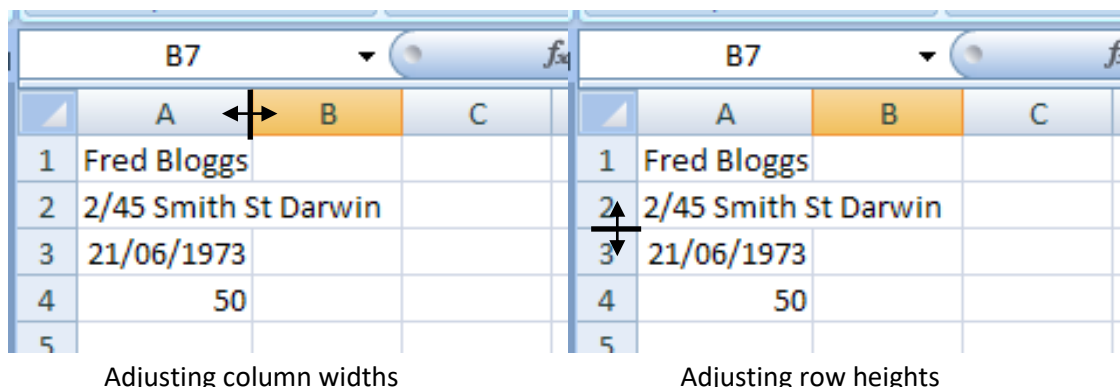 B7 fx B7
A B C A B C
1 Fred Bloggs 1 Fred Bloggs
2 2/45 Smith St Darwin 2 2/45 Smith St Darwin
3 21/06/1973 3 21/06/1973
4 50 4 50
5 5
Adjusting column widths Adjusting row heights